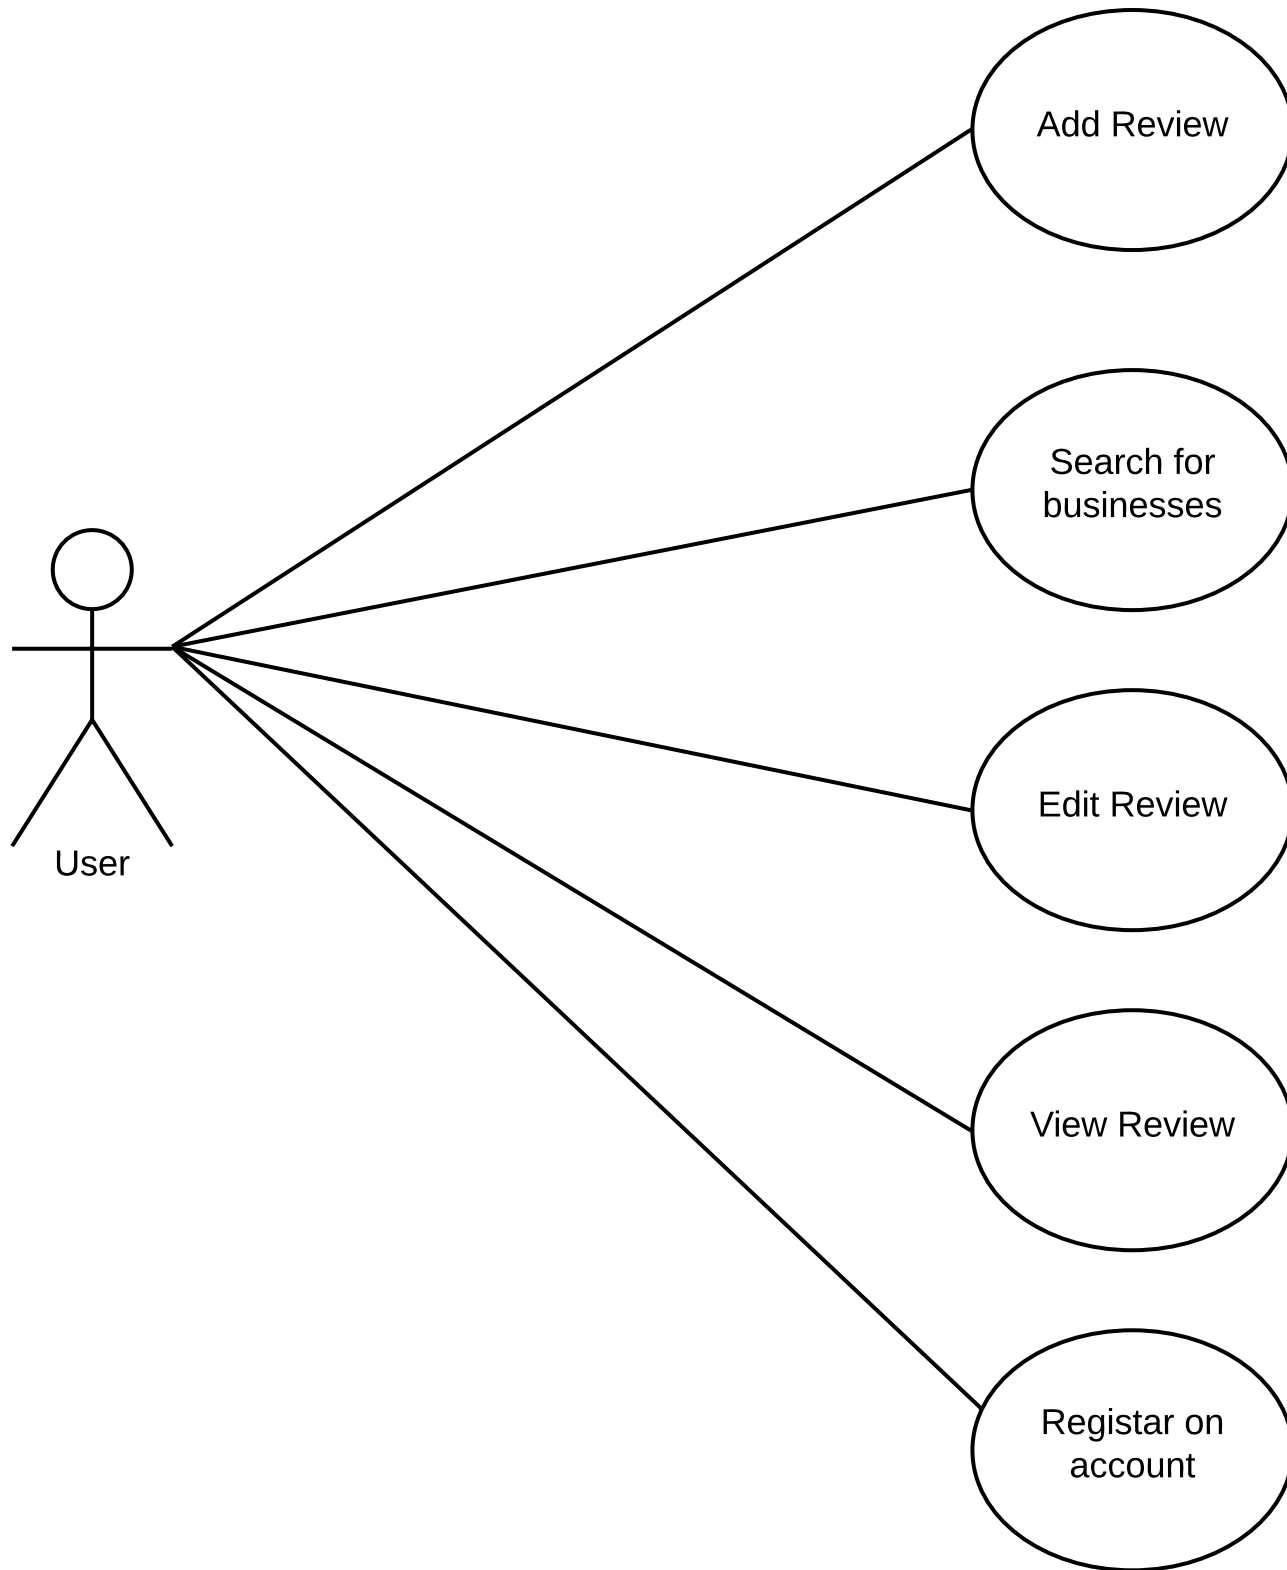 Add Review
Search for
businesses
Edit Review
User
View Review
Registar on
account